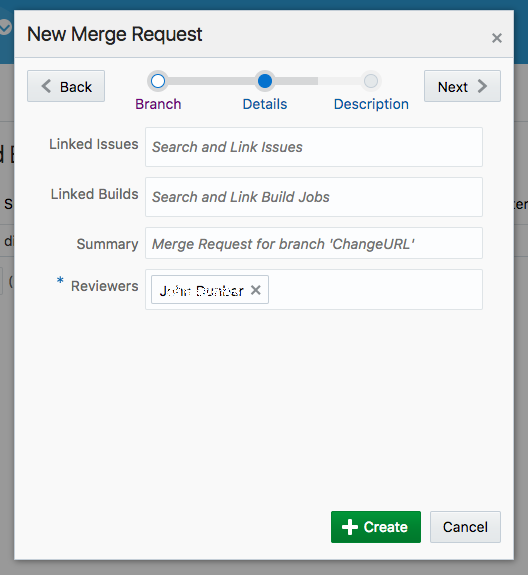 New Merge Request
Back
Next
Branch
Details
Description
Linked Issues
Search and Link Issues
Linked Builds
Search and Link Build Jobs
Summary
Merge Request for branch 'ChangeURL'
* Reviewers
John Dunbar
Create
Cancel